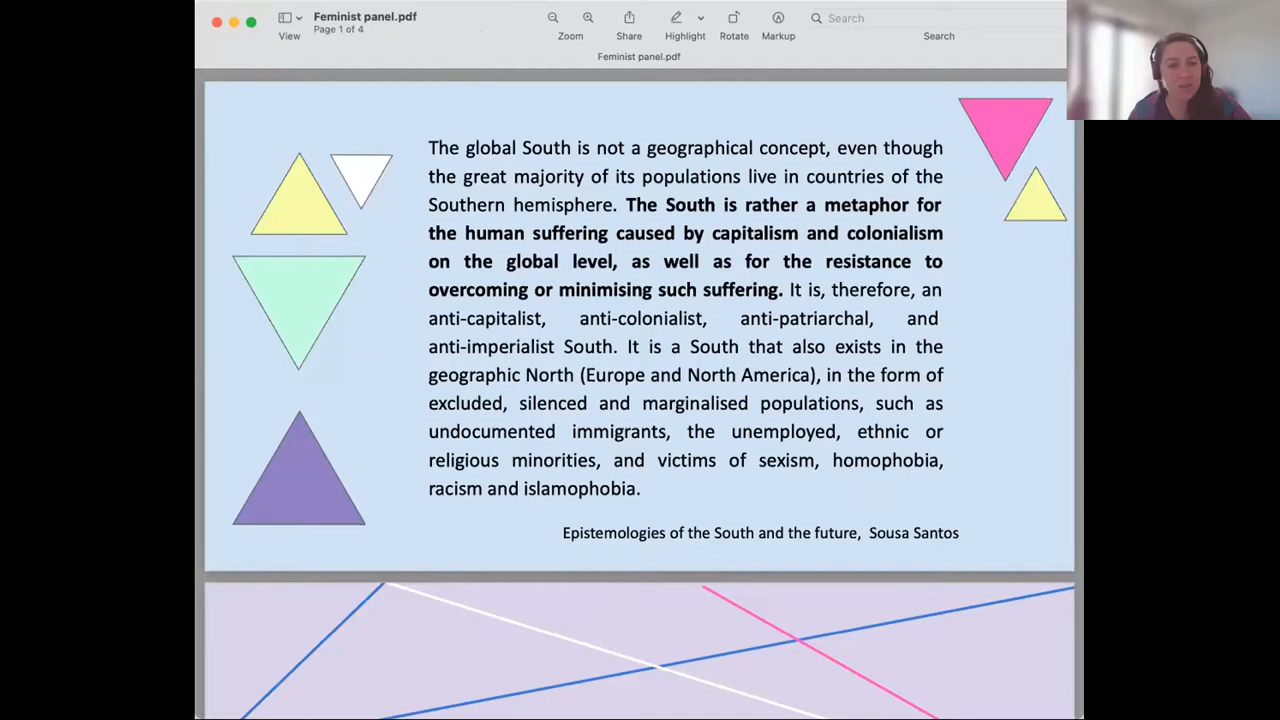 Feminist panel.pdf
Page 1 of 4
View
Zoom
Share
Highlight
Rotate
Markup
Search
Search
Feminist panel.pdf
The global South is not a geographical concept, even though
the great majority of its populations live in countries of the
Southern hemisphere. The South is rather a metaphor for
the human suffering caused by capitalism and colonialism
on the global level, as well as for the resistance to
overcoming or minimising such suffering. It is, therefore, an
anti-capitalist, anti-colonialist, anti-patriarchal, and
anti-imperialist South. It is a South that also exists in the
geographic North (Europe and North America), in the form of
excluded, silenced and marginalised populations, such as
undocumented immigrants, the unemployed, ethnic or
religious minorities, and victims of sexism, homophobia,
racism and islamophobia.
Epistemologies of the South and the future, Sousa Santos